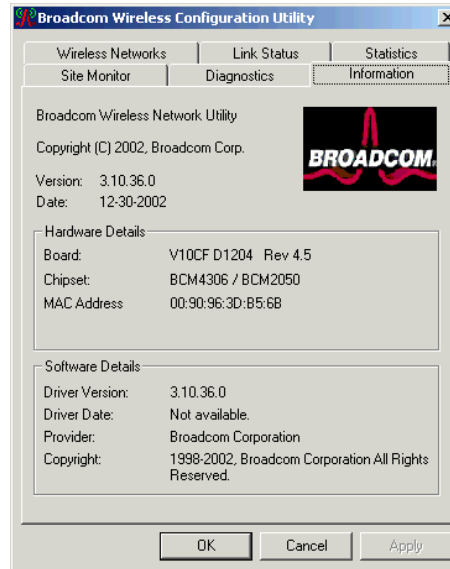 Broadcom Wireless Configuration Utility
Wireless Networks Link Status Statistics
Site Monitor Diagnostics Information
Broadcom Wireless Network Utility
Copyright (C) 2002, Broadcom Corp.
BROADCOM.
Version: 3.10.36.0
Date: 12-30-2002
Hardware Details
Board: V10CF D1204 Rev 4.5
Chipset: BCM4306 / BCM2050
MAC Address 00:90:96:3D:B5:6B
Software Details
Driver Version: 3.10.36.0
Driver Date: Not available.
Provider: Broadcom Corporation
Copyright: 1998-2002, Broadcom Corporation All Rights
Reserved.
OK Cancel Apply